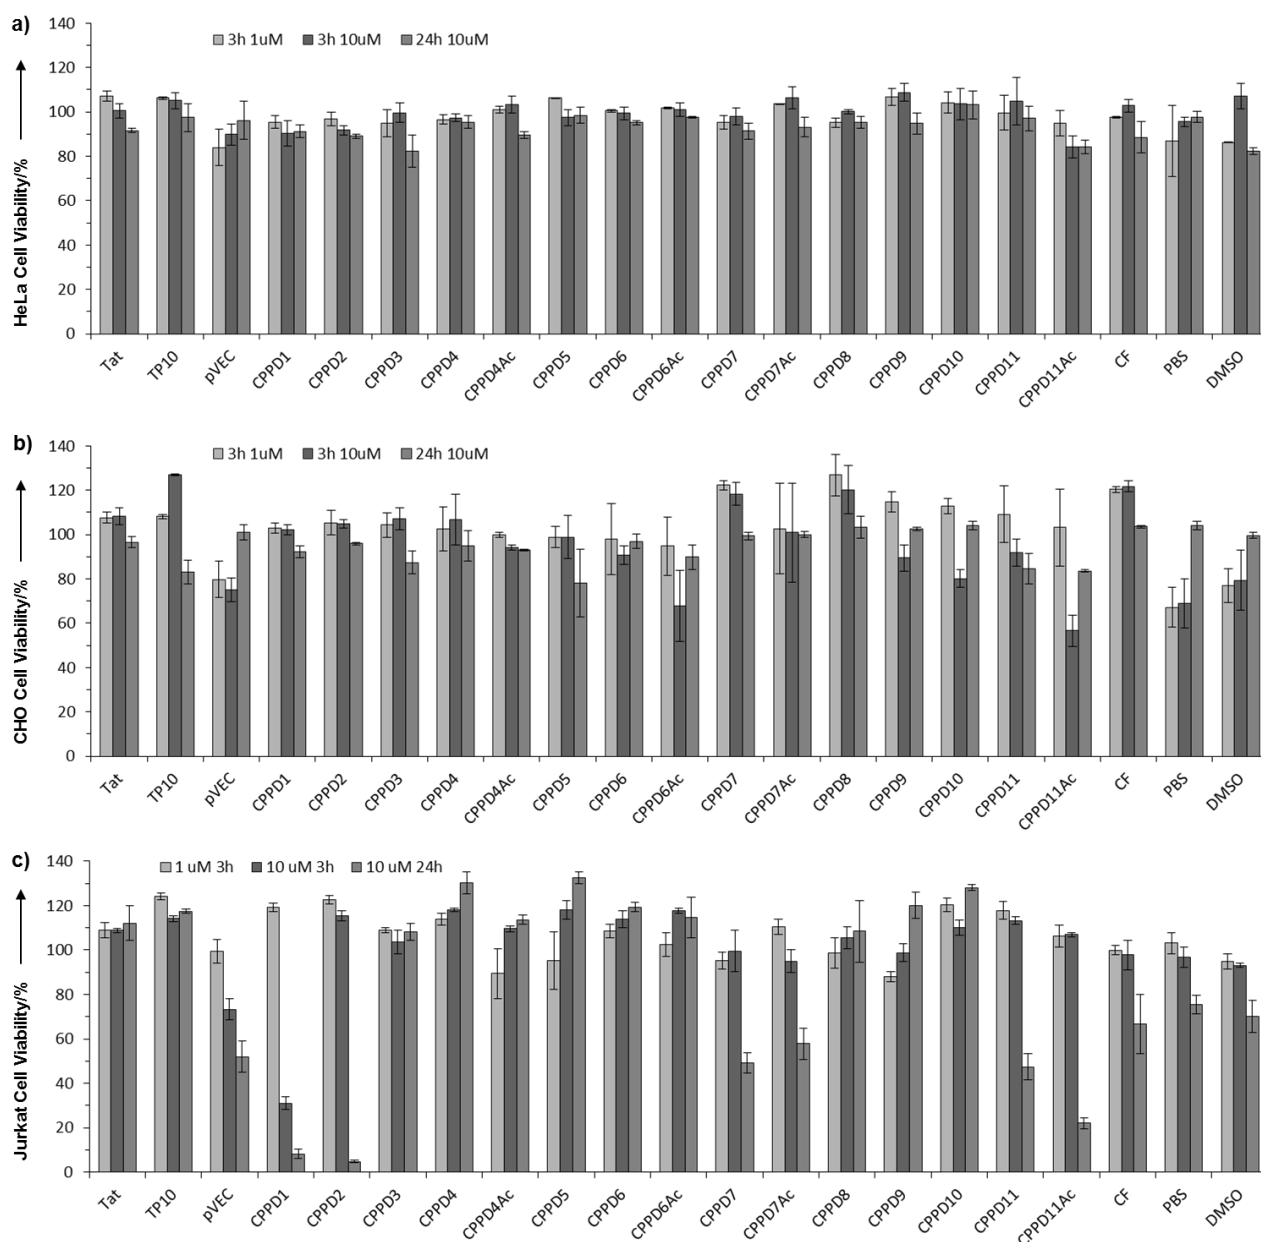 a)
HeLa Cell Viability/%
3h 1uM 3h 10uM 24h 10uM
140
120
100
80
60
40
20
0
Tat TP10 pVEC CPPD1 CPPD2 CPPD3 CPPD4 CPPD4Ac CPPD5 CPPD6 CPPD6Ac CPPD7 CPPD7Ac CPPD8 CPPD9 CPPD10 CPPD11 CPPD11Ac CF PBS DMSO
b)
CHO Cell Viability/%
3h 1uM 3h 10uM 24h 10uM
140
120
100
80
60
40
20
0
Tat TP10 pVEC CPPD1 CPPD2 CPPD3 CPPD4 CPPD4Ac CPPD5 CPPD6 CPPD6Ac CPPD7 CPPD7Ac CPPD8 CPPD9 CPPD10 CPPD11 CPPD11Ac CF PBS DMSO
c)
Jurkat Cell Viability/%
1 uM 3h 10 uM 3h 10 uM 24h
140
120
100
80
60
40
20
0
Tat TP10 pVEC CPPD1 CPPD2 CPPD3 CPPD4 CPPD4Ac CPPD5 CPPD6 CPPD6Ac CPPD7 CPPD7Ac CPPD8 CPPD9 CPPD10 CPPD11 CPPD11Ac CF PBS DMSO